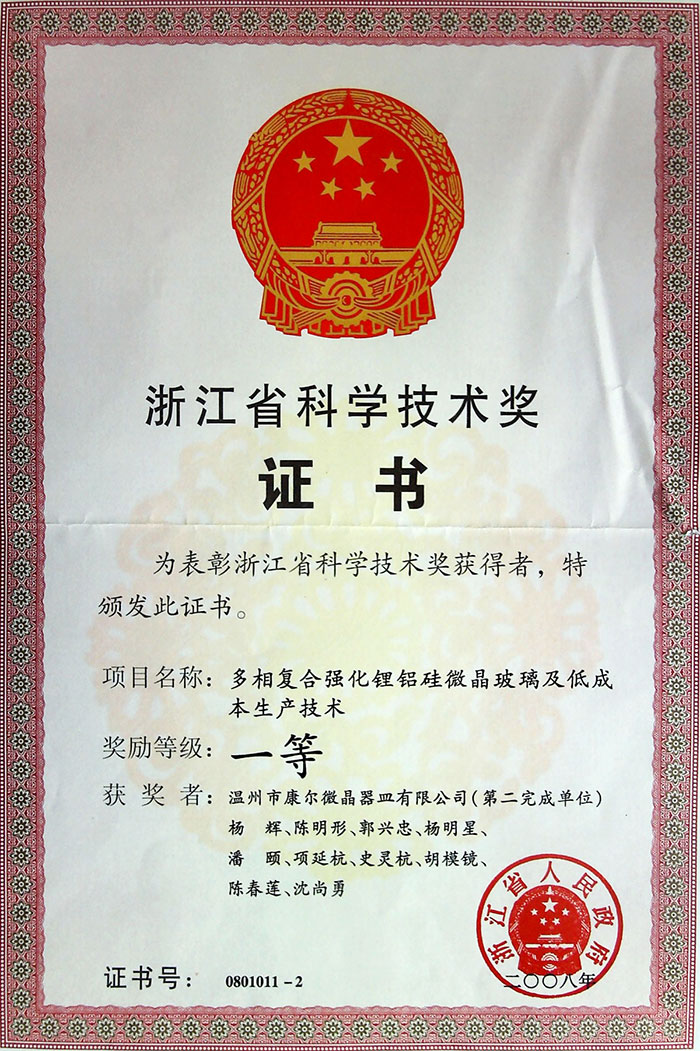 浙江省科学技术奖
证 书
为表彰浙江省科学技术奖获得者，特
颁发此证书。
项目名称：多相复合强化锂铝硅微晶玻璃及低成
本生产技术
奖励等级：一等
获 奖 者：温州市康尔微晶器皿有限公司（第二完成单位）
杨 辉、陈明形、郭兴忠、杨明星、
潘 颐、项延杭、史灵杭、胡模镜、
陈春莲、沈尚勇
浙江省人民政府
证书号： 0801011-2
二〇〇八年